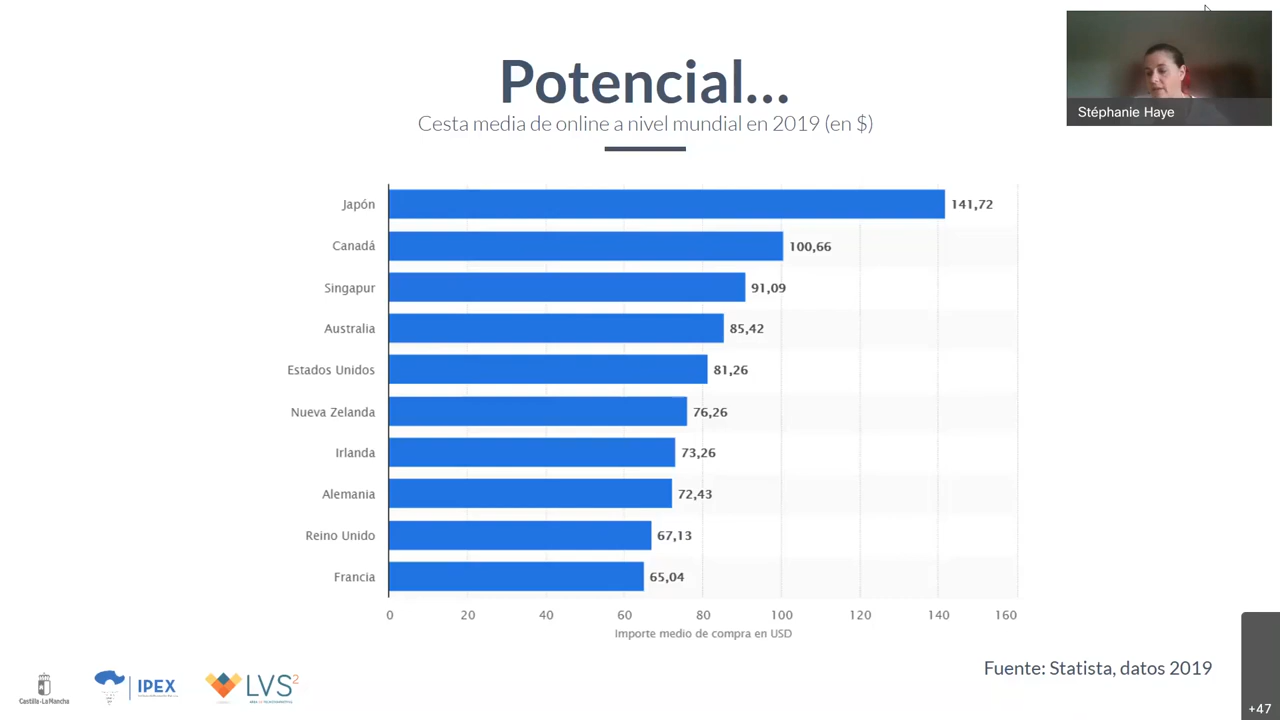 Potencial...
Cesta media de online a nivel mundial en 2019 (en $)
Stéphanie Haye
Japón 141,72
Canadá 100,66
Singapur 91,09
Australia 85,42
Estados Unidos 81,26
Nueva Zelanda 76,26
Irlanda 73,26
Alemania 72,43
Reino Unido 67,13
Francia 65,04
0 20 40 60 80 100 120 140 160
Importe medio de compra en USD
Fuente: Statista, datos 2019
Castilla-La Mancha
IPEX
LVS2
+47